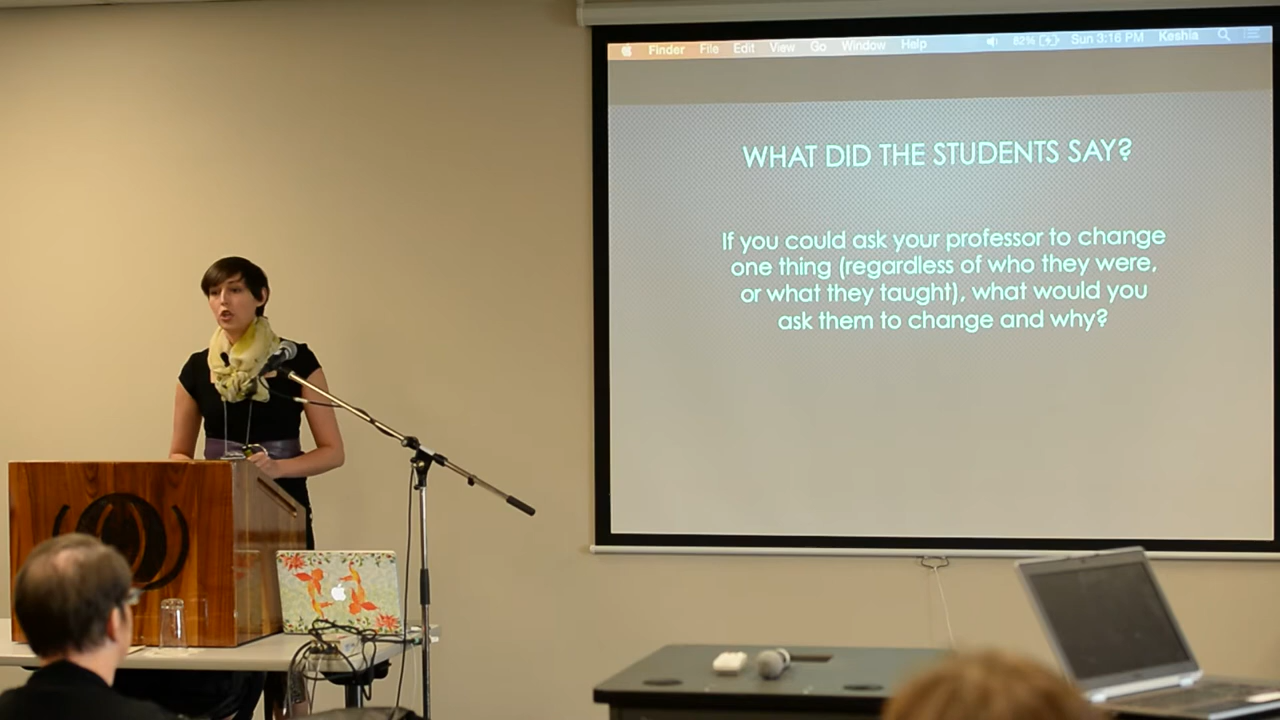 Finder File Edit View Go Window Help 82% Sun 3:16 PM Keshia
WHAT DID THE STUDENTS SAY?
If you could ask your professor to change
one thing (regardless of who they were,
or what they taught), what would you
ask them to change and why?